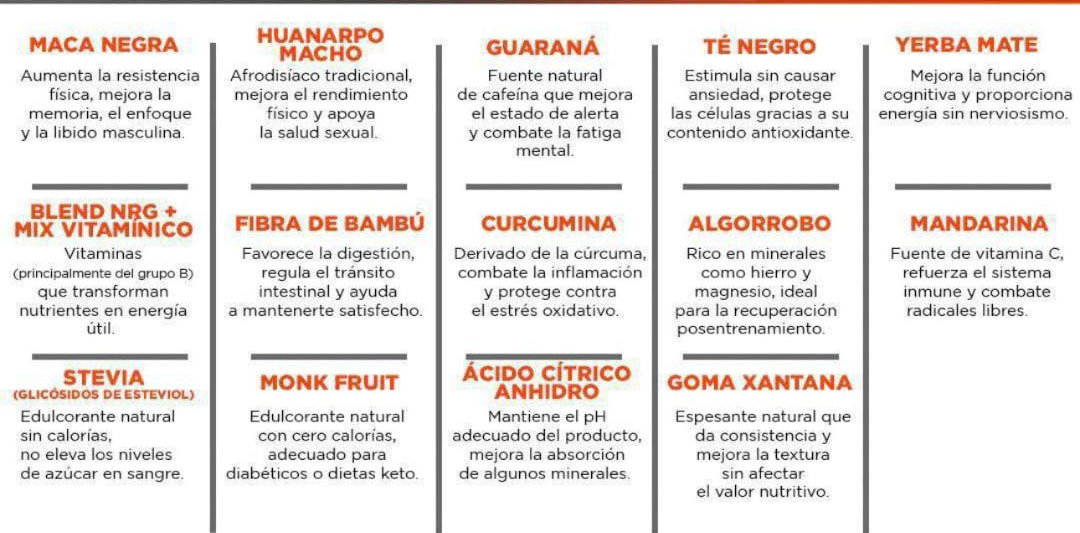 MACA NEGRA
Aumenta la resistencia
física, mejora la
memoria, el enfoque
y la libido masculina.
HUANARPO
MACHO
Afrodisíaco tradicional,
mejora el rendimiento
físico y apoya
la salud sexual.
GUARANÁ
Fuente natural
de cafeína que mejora
el estado de alerta
y combate la fatiga
mental.
TÉ NEGRO
Estimula sin causar
ansiedad, protege
las células gracias a su
contenido antioxidante.
YERBA MATE
Mejora la función
cognitiva y proporciona
energía sin nerviosismo.
BLEND NRG +
MIX VITAMÍNICO
Vitaminas
(principalmente del grupo B)
que transforman
nutrientes en energía
útil.
FIBRA DE BAMBÚ
Favorece la digestión,
regula el tránsito
intestinal y ayuda
a mantenerte satisfecho.
CURCUMINA
Derivado de la cúrcuma,
combate la inflamación
y protege contra
el estrés oxidativo.
ALGORROBO
Rico en minerales
como hierro y
magnesio, ideal
para la recuperación
posentrenamiento.
MANDARINA
Fuente de vitamina C,
refuerza el sistema
inmune y combate
radicales libres.
STEVIA
(GLICÓSIDOS DE ESTEVIOL)
Edulcorante natural
sin calorías,
no eleva los niveles
de azúcar en sangre.
MONK FRUIT
Edulcorante natural
con cero calorías,
adecuado para
diabéticos o dietas keto.
ÁCIDO CÍTRICO
ANHIDRO
Mantiene el pH
adecuado del producto,
mejora la absorción
de algunos minerales.
GOMA XANTANA
Espesante natural que
da consistencia y
mejora la textura
sin afectar
el valor nutritivo.